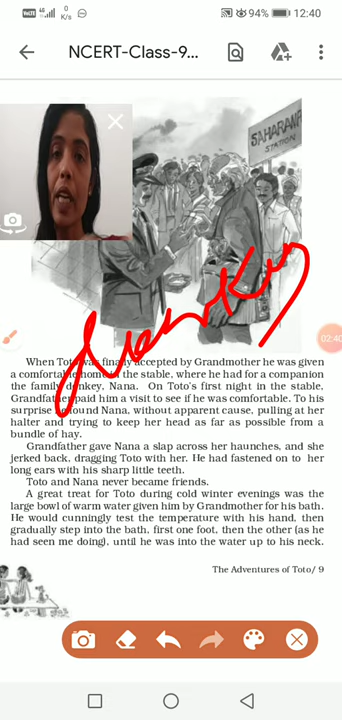 VoLTE 4G 0 K/s 94% 12:40
NCERT-Class-9...
SAHARANP
STATION
Monkey
02:40
When Toto was finally accepted by Grandmother he was given
a comfortable home in the stable, where he had for a companion
the family donkey, Nana. On Toto's first night in the stable,
Grandfather paid him a visit to see if he was comfortable. To his
surprise he found Nana, without apparent cause, pulling at her
halter and trying to keep her head as far as possible from a
bundle of hay.
Grandfather gave Nana a slap across her haunches, and she
jerked back, dragging Toto with her. He had fastened on to her
long ears with his sharp little teeth.
Toto and Nana never became friends.
A great treat for Toto during cold winter evenings was the
large bowl of warm water given him by Grandmother for his bath.
He would cunningly test the temperature with his hand, then
gradually step into the bath, first one foot, then the other (as he
had seen me doing), until he was into the water up to his neck.
The Adventures of Toto/ 9